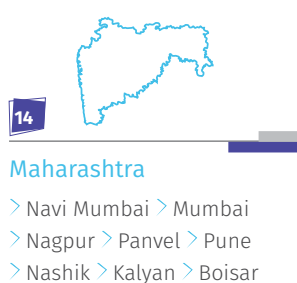 14
Maharashtra
> Navi Mumbai > Mumbai
> Nagpur > Panvel > Pune
> Nashik > Kalyan > Boisar